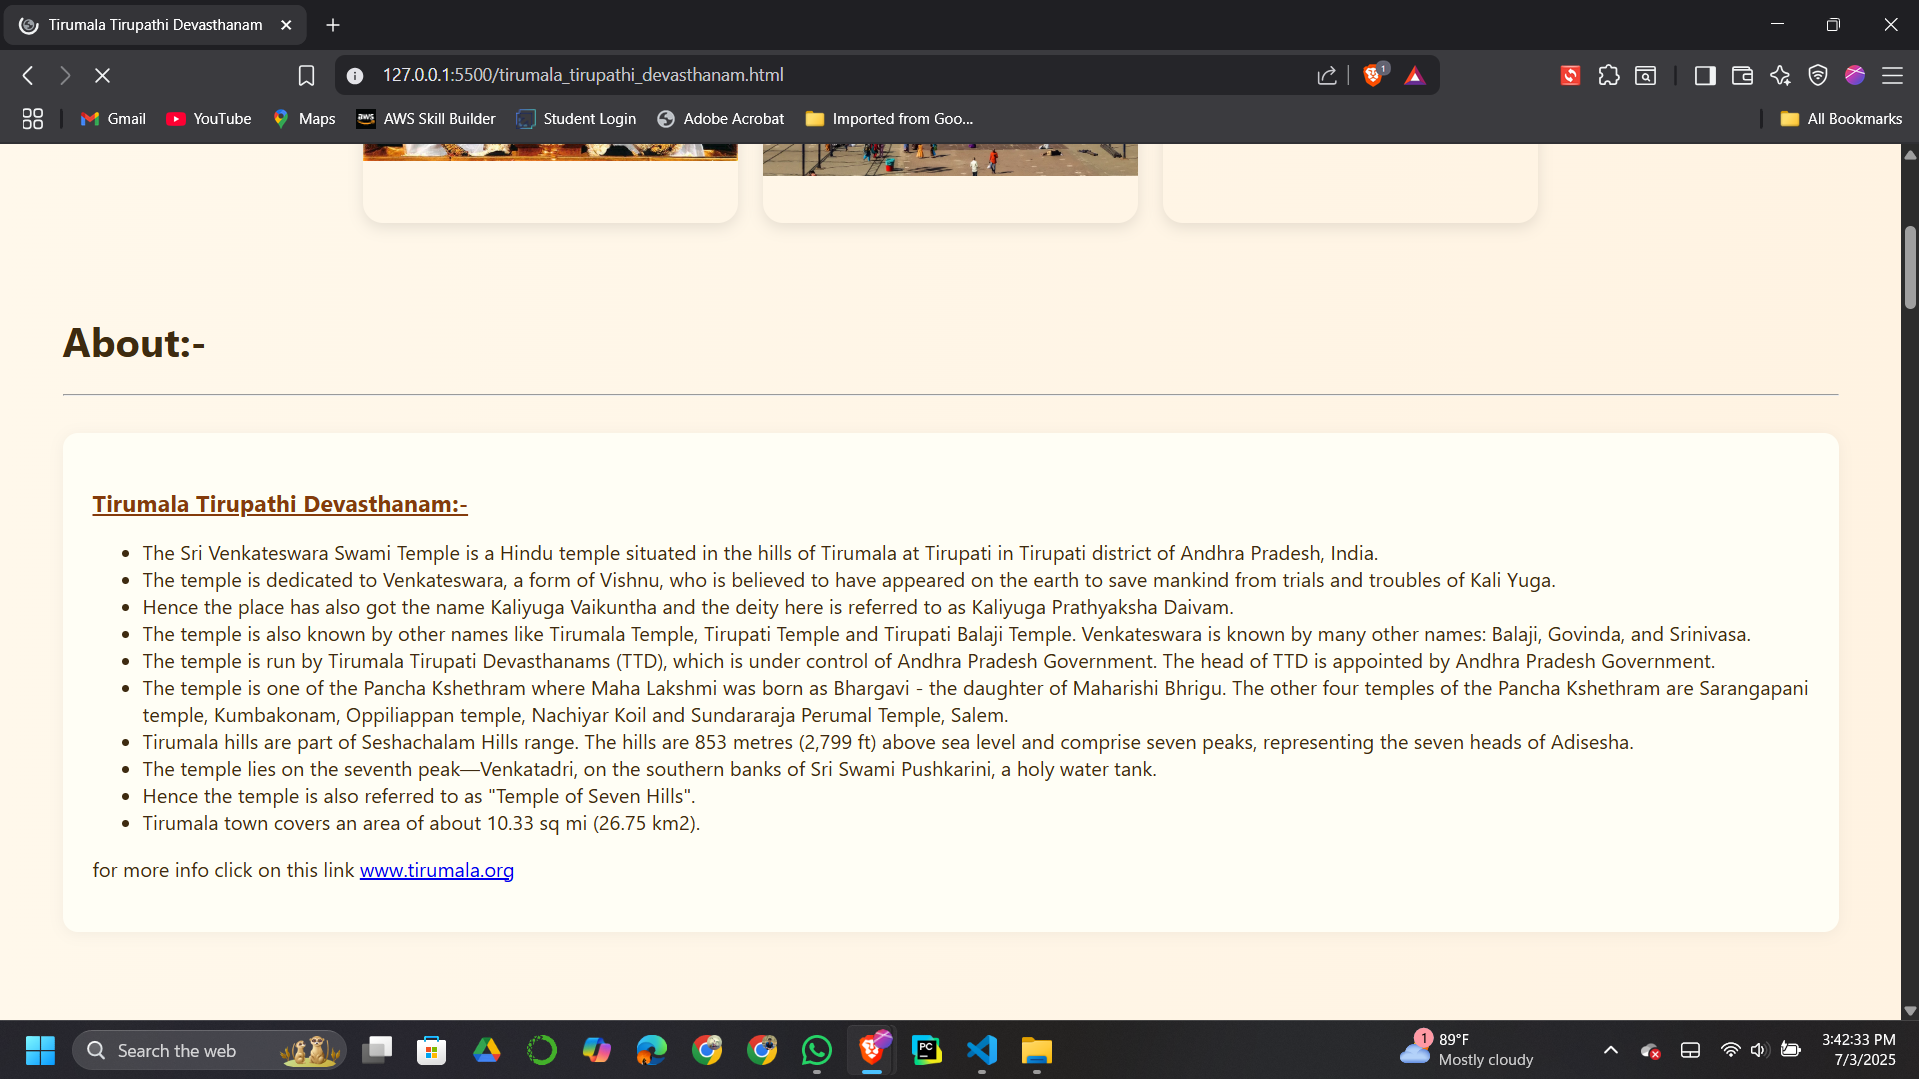 Tirumala Tirupathi Devasthanam
127.0.0.1:5500/tirumala_tirupathi_devasthanam.html
1
Gmail
YouTube
Maps
aws
AWS Skill Builder
Student Login
Adobe Acrobat
Imported from Goo...
All Bookmarks
About:-
Tirumala Tirupathi Devasthanam:-
• The Sri Venkateswara Swami Temple is a Hindu temple situated in the hills of Tirumala at Tirupati in Tirupati district of Andhra Pradesh, India.
• The temple is dedicated to Venkateswara, a form of Vishnu, who is believed to have appeared on the earth to save mankind from trials and troubles of Kali Yuga.
• Hence the place has also got the name Kaliyuga Vaikuntha and the deity here is referred to as Kaliyuga Prathyaksha Daivam.
• The temple is also known by other names like Tirumala Temple, Tirupati Temple and Tirupati Balaji Temple. Venkateswara is known by many other names: Balaji, Govinda, and Srinivasa.
• The temple is run by Tirumala Tirupati Devasthanams (TTD), which is under control of Andhra Pradesh Government. The head of TTD is appointed by Andhra Pradesh Government.
• The temple is one of the Pancha Kshethram where Maha Lakshmi was born as Bhargavi - the daughter of Maharishi Bhrigu. The other four temples of the Pancha Kshethram are Sarangapani
temple, Kumbakonam, Oppiliappan temple, Nachiyar Koil and Sundararaja Perumal Temple, Salem.
• Tirumala hills are part of Seshachalam Hills range. The hills are 853 metres (2,799 ft) above sea level and comprise seven peaks, representing the seven heads of Adisesha.
• The temple lies on the seventh peak—Venkatadri, on the southern banks of Sri Swami Pushkarini, a holy water tank.
• Hence the temple is also referred to as "Temple of Seven Hills".
• Tirumala town covers an area of about 10.33 sq mi (26.75 km2).
for more info click on this link www.tirumala.org
Search the web
PC
1
89°F
Mostly cloudy
3:42:33 PM
7/3/2025